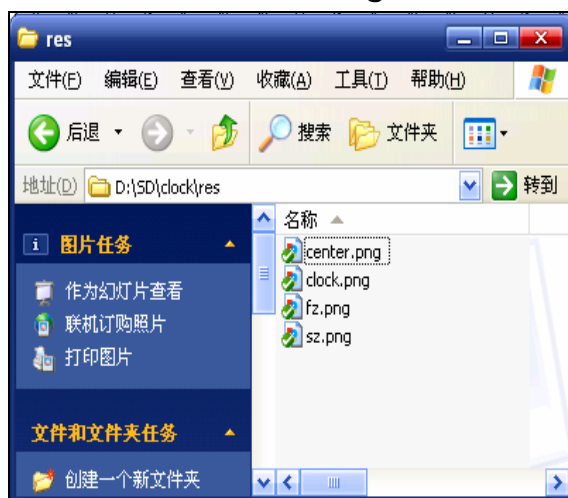 res
文件(F) 编辑(E) 查看(V) 收藏(A) 工具(T) 帮助(H)
后退 搜索 文件夹
地址(D) D:\SD\clock\res 转到
名称
图片任务
center.png
clock.png
作为幻灯片查看
fz.png
联机订购照片
sz.png
打印图片
文件和文件夹任务
创建一个新文件夹